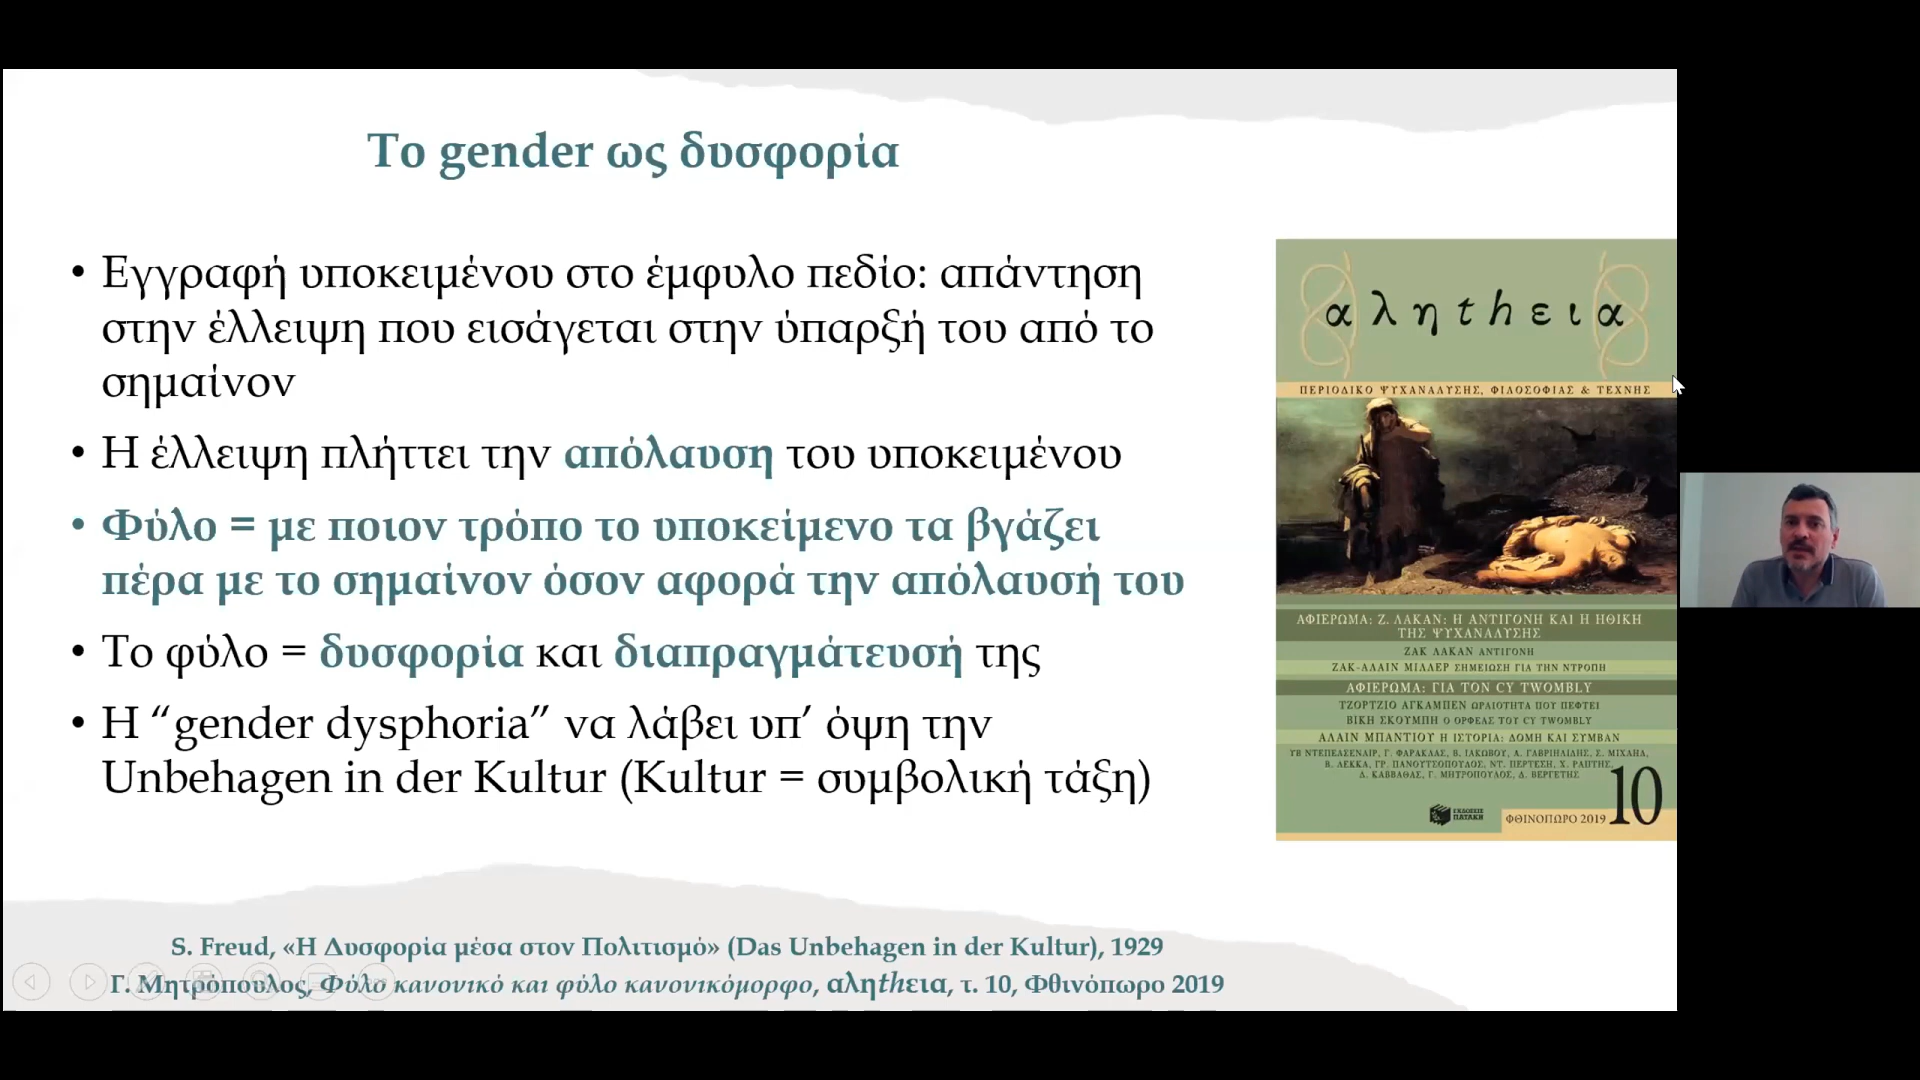 Το gender ως δυσφορία
• Εγγραφή υποκειμένου στο έμφυλο πεδίο: απάντηση
στην έλλειψη που εισάγεται στην ύπαρξή του από το
σημαίνον
• Η έλλειψη πλήττει την απόλαυση του υποκειμένου
• Φύλο = με ποιον τρόπο το υποκείμενο τα βγάζει
πέρα με το σημαίνον όσον αφορά την απόλαυσή του
• Το φύλο = δυσφορία και διαπραγμάτευσή της
• Η “gender dysphoria” να λάβει υπ’ όψη την
Unbehagen in der Kultur (Kultur = συμβολική τάξη)
S. Freud, «Η Δυσφορία μέσα στον Πολιτισμό» (Das Unbehagen in der Kultur), 1929
Γ. Μητρόπουλος, Φύλο κανονικό και φύλο κανονικόμορφο, αληthεια, τ. 10, Φθινόπωρο 2019
αληthεια
ΠΕΡΙΟΔΙΚΟ ΨΥΧΑΝΑΛΥΣΗΣ, ΦΙΛΟΣΟΦΙΑΣ & ΤΕΧΝΗΣ
ΑΦΙΕΡΩΜΑ: Ζ. ΛΑΚΑΝ: Η ΑΝΤΙΓΟΝΗ ΚΑΙ Η ΗΘΙΚΗ
ΤΗΣ ΨΥΧΑΝΑΛΥΣΗΣ
ΖΑΚ ΛΑΚΑΝ ΑΝΤΙΓΟΝΗ
ΖΑΚ-ΑΛΑΙΝ ΜΙΛΛΕΡ ΣΗΜΕΙΩΣΗ ΓΙΑ ΤΗΝ ΝΤΡΟΠΗ
ΑΦΙΕΡΩΜΑ: ΓΙΑ ΤΟΝ CY TWOMBLY
ΤΖΟΡΤΖΙΟ ΑΓΚΑΜΠΕΝ ΩΡΑΙΟΤΗΤΑ ΠΟΥ ΠΕΦΤΕΙ
ΒΙΚΗ ΣΚΟΥΜΠΗ Ο ΟΡΦΕΑΣ ΤΟΥ CY TWOMBLY
ΑΛΑΙΝ ΜΠΑΝΤΙΟΥ Η ΙΣΤΟΡΙΑ: ΔΟΜΗ ΚΑΙ ΣΥΜΒΑΝ
ΥΒ ΝΤΕΠΕΛΣΕΝΑΙΡ, Γ. ΦΑΡΑΚΛΑΣ, Β. ΙΑΚΩΒΟΥ, Α. ΓΑΒΡΙΗΛΙΔΗΣ, Σ. ΜΙΧΑΗΛ,
Β. ΛΕΚΚΑ, ΓΡ. ΠΑΝΟΥΤΣΟΠΟΥΛΟΣ, ΝΤ. ΠΕΡΤΕΣΗ, Χ. ΡΑΠΤΗΣ,
Δ. ΚΑΒΒΑΘΑΣ, Γ. ΜΗΤΡΟΠΟΥΛΟΣ, Δ. ΒΕΡΓΕΤΗΣ
ΕΚΔΟΣΕΙΣ
ΠΑΤΑΚΗ
ΦΘΙΝΟΠΩΡΟ 2019 10